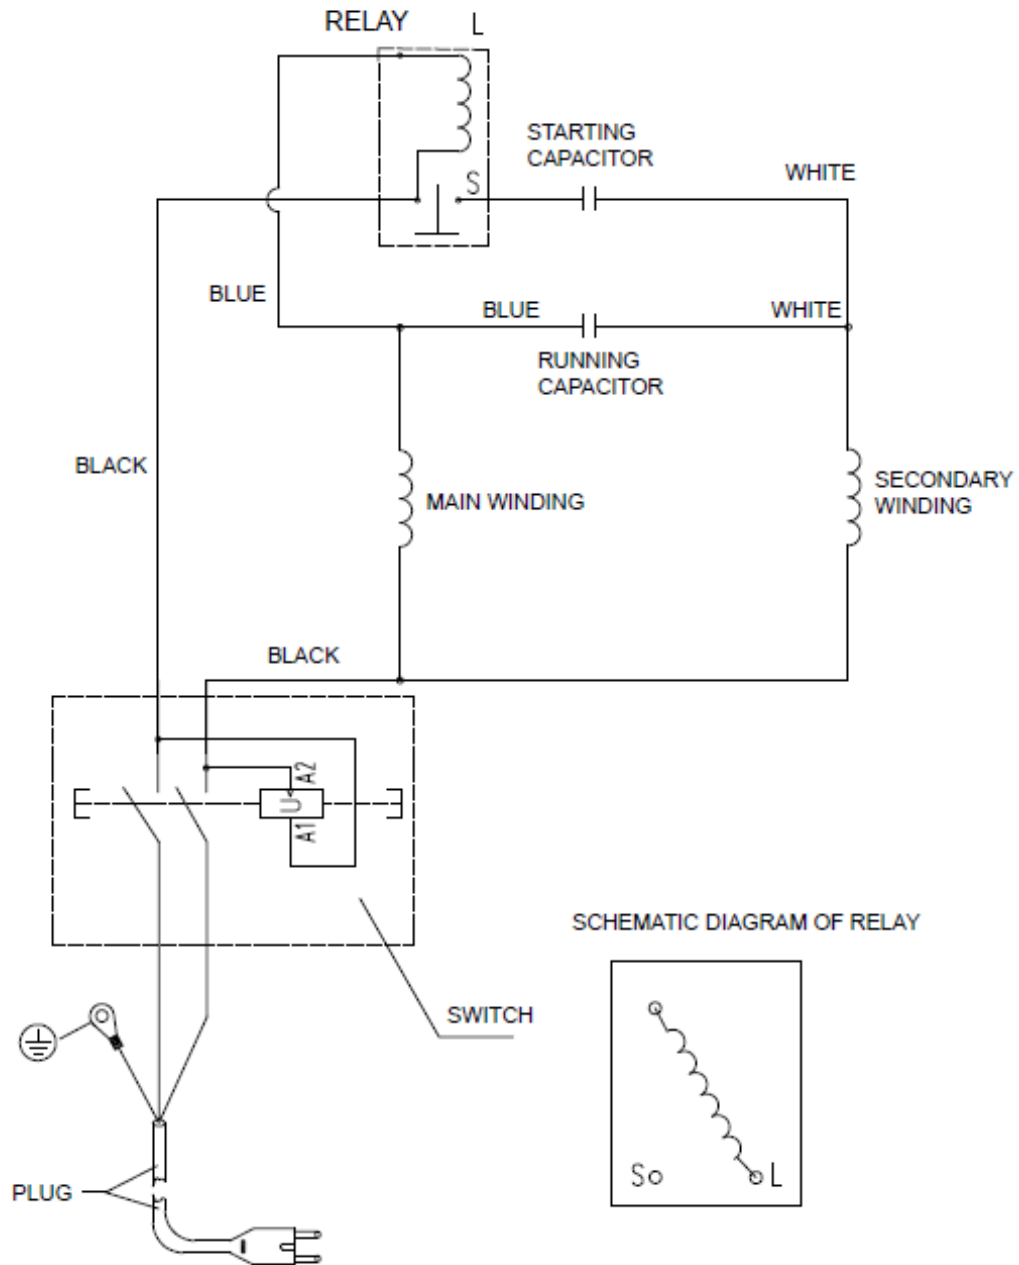 RELAY
L
STARTING
CAPACITOR
WHITE
S
BLUE
BLUE
WHITE
RUNNING
CAPACITOR
BLACK
MAIN WINDING
SECONDARY
WINDING
BLACK
A2
U
A1
SCHEMATIC DIAGRAM OF RELAY
SWITCH
S
L
PLUG